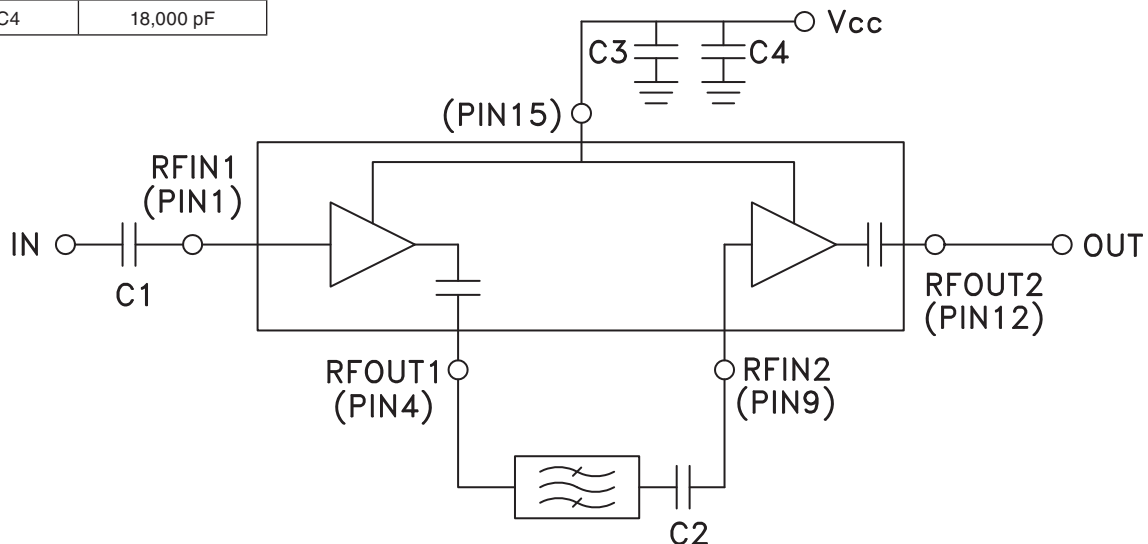 C4 18,000 pF
Vcc
C3 C4
(PIN15)
RFIN1
(PIN1)
IN
C1
OUT
RFOUT2
(PIN12)
RFOUT1
(PIN4)
RFIN2
(PIN9)
C2